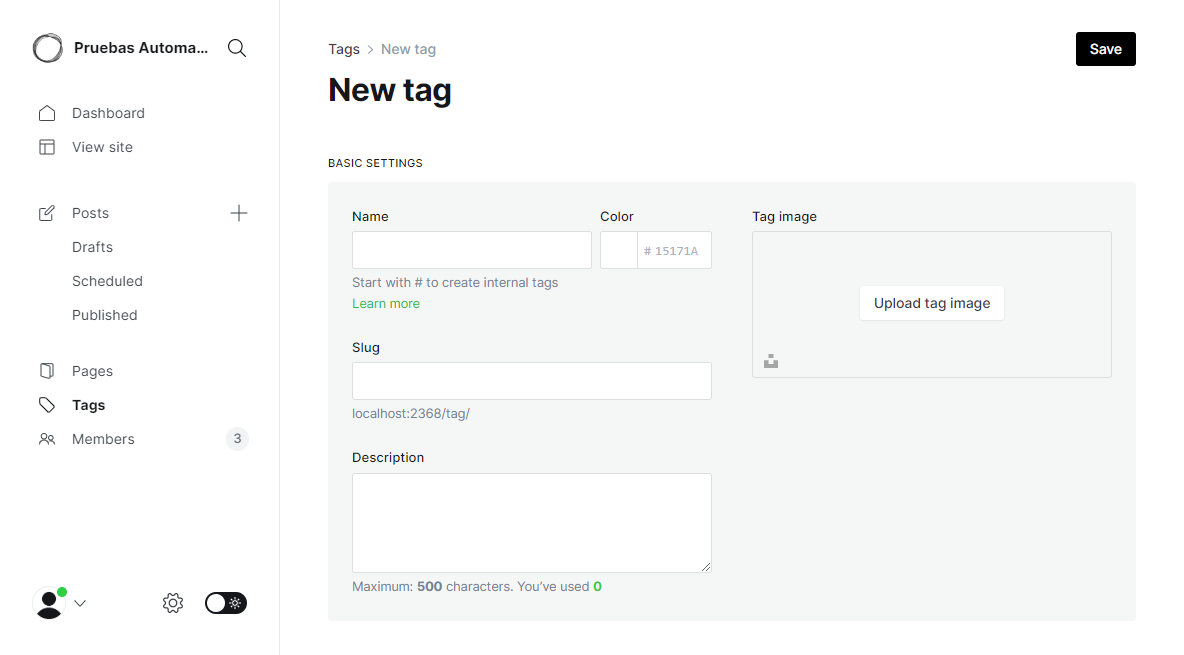 Pruebas Automa...
Dashboard
View site
Posts
Drafts
Scheduled
Published
Pages
Tags
Members
3
Tags > New tag
Save
New tag
BASIC SETTINGS
Name
Color
# 15171A
Start with # to create internal tags
Learn more
Slug
localhost:2368/tag/
Description
Maximum: 500 characters. You've used 0
Tag image
Upload tag image